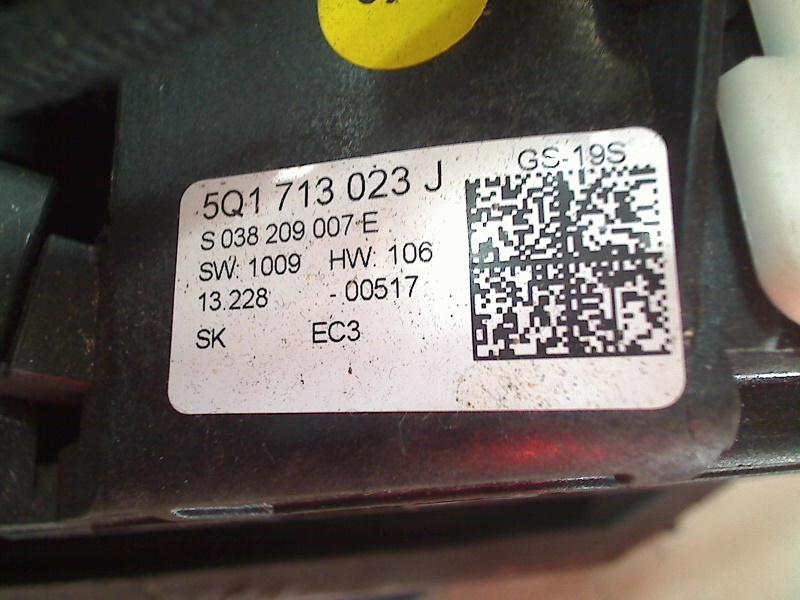 GS-19S
5Q1 713 023 J
S 038 209 007 E
SW: 1009 HW: 106
13.228 - 00517
SK EC3